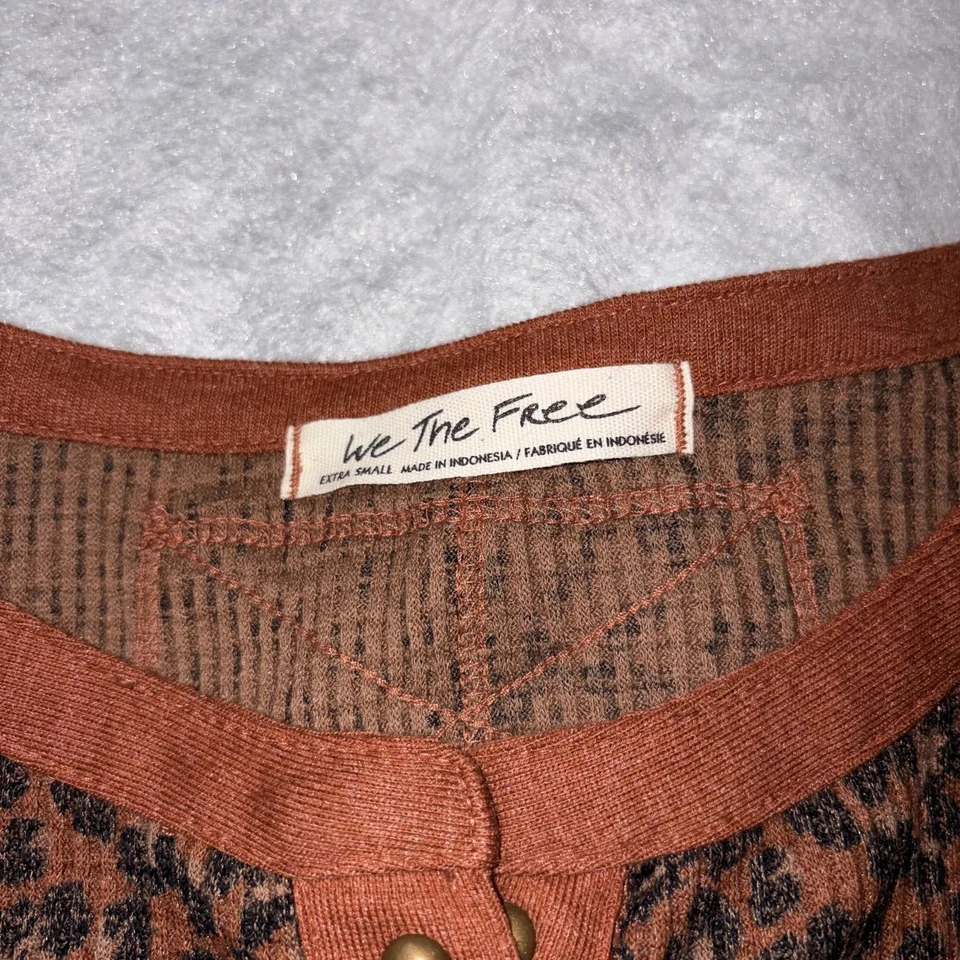 We The Free
EXTRA SMALL MADE IN INDONESIA / FABRIQUÉ EN INDONÉSIE